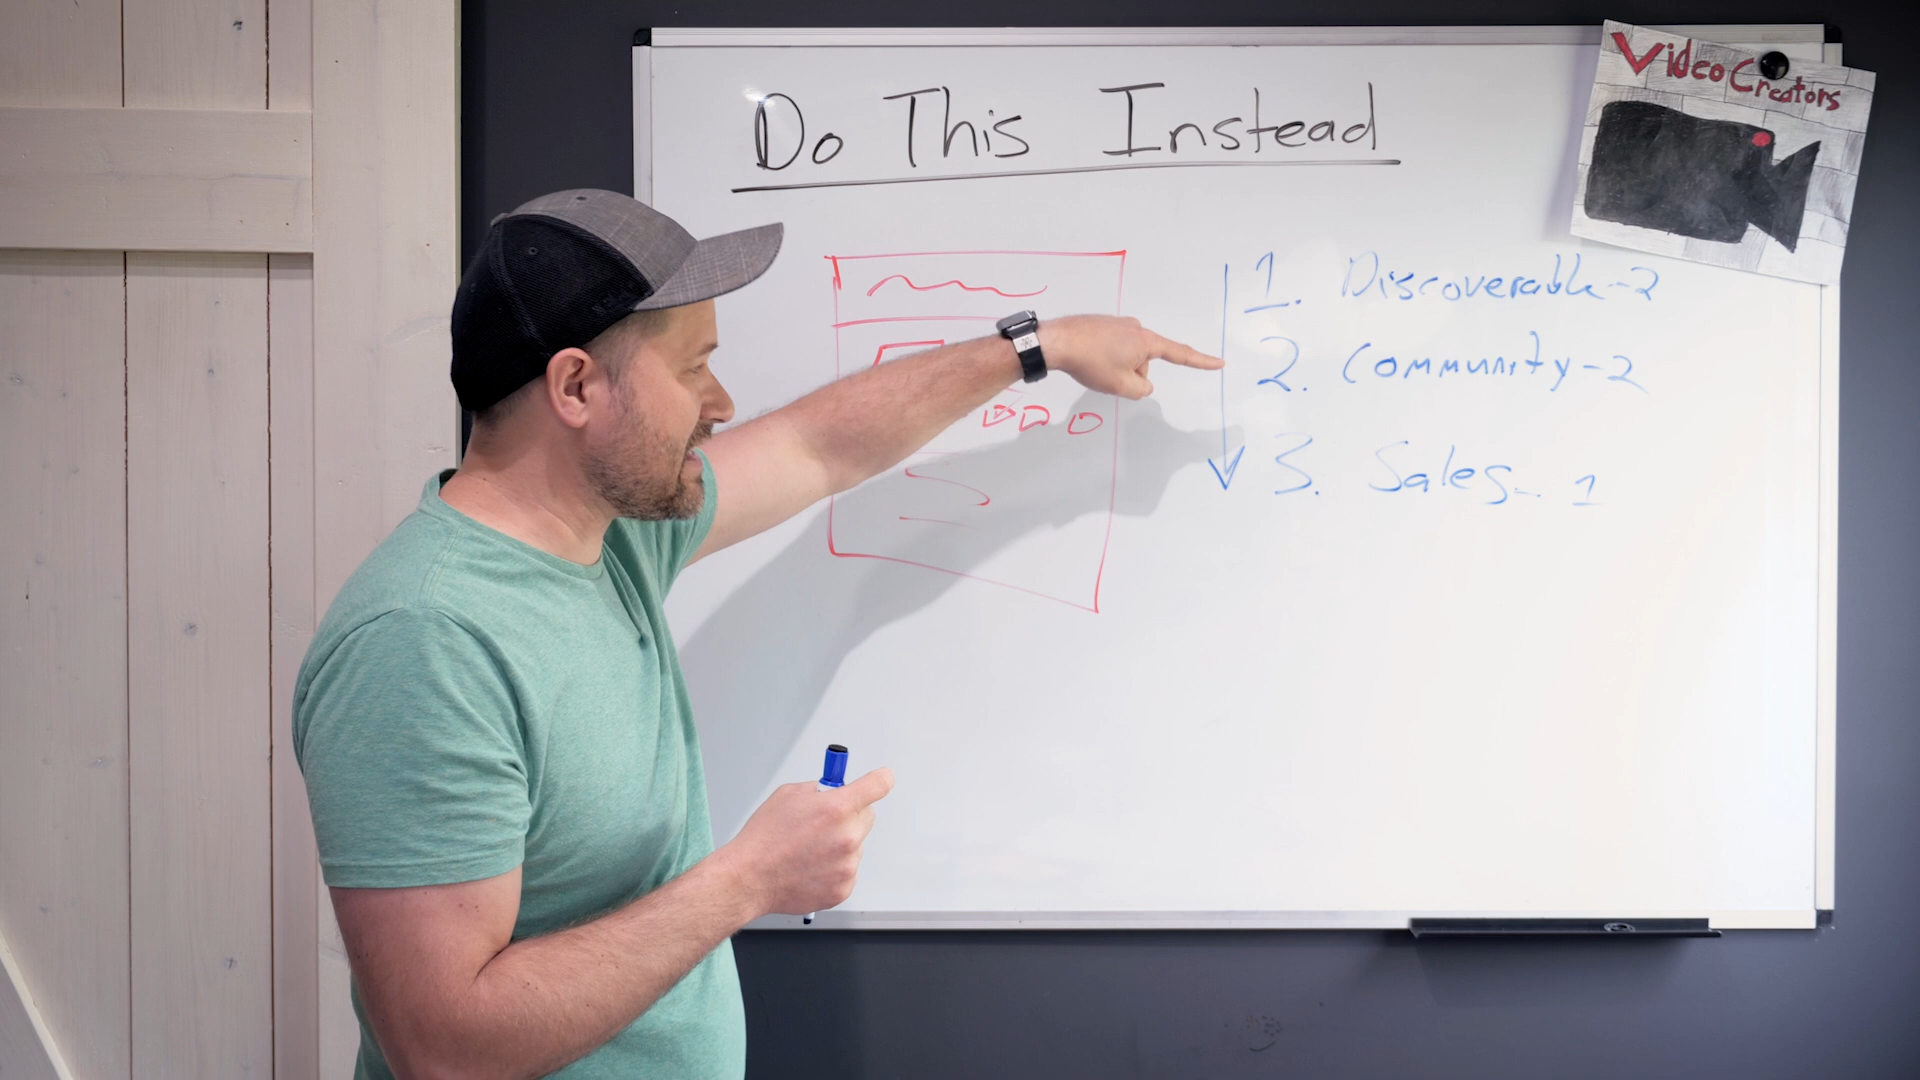 Do This Instead
Video Creators
1. Discoverable-2
2. Community-2
3. Sales-1